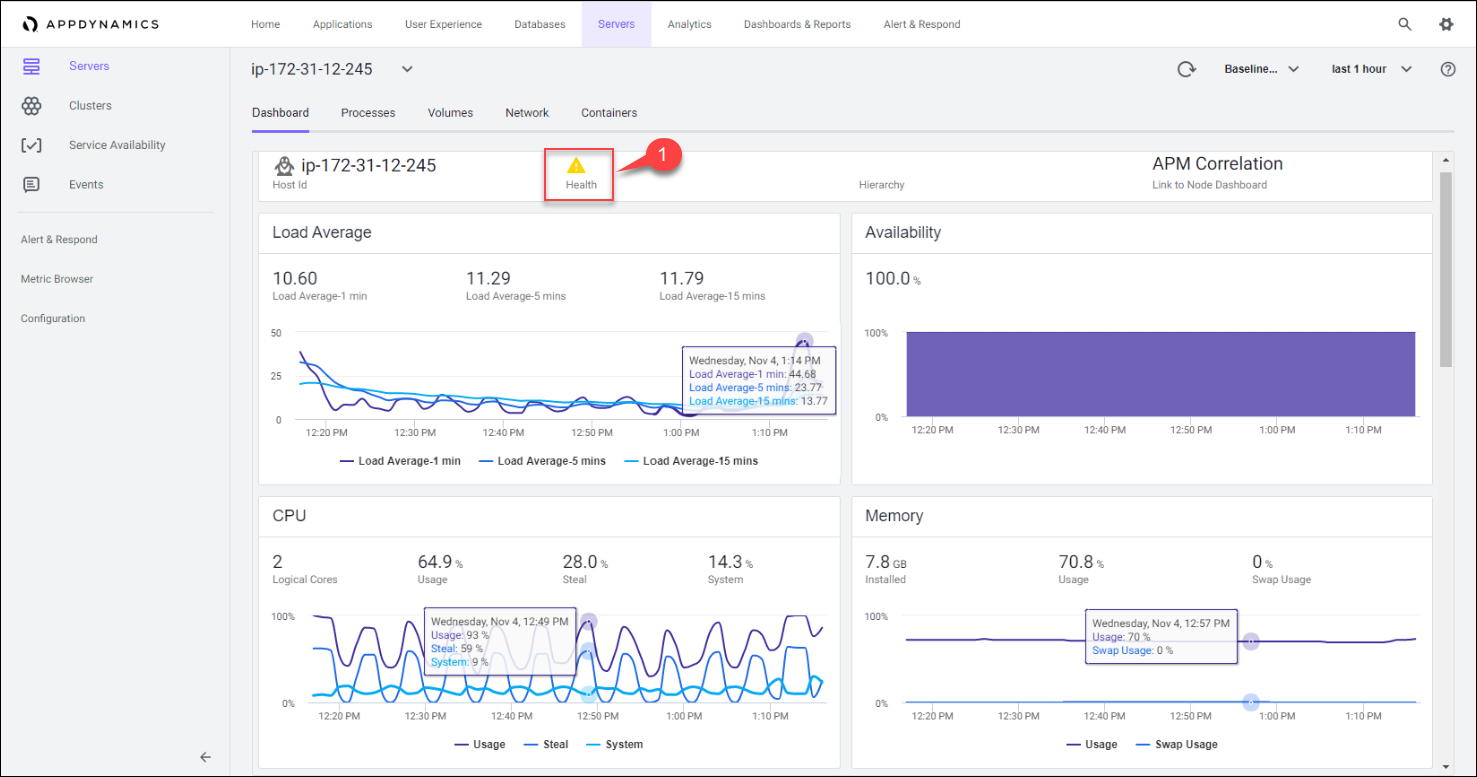 APPDYNAMICS
Home Applications User Experience Databases Servers Analytics Dashboards & Reports Alert & Respond
Servers
Clusters
Service Availability
Events
Alert & Respond
Metric Browser
Configuration
ip-172-31-12-245
Baseline... last 1 hour
Dashboard Processes Volumes Network Containers
ip-172-31-12-245
Host Id
Health
1
Hierarchy
APM Correlation
Link to Node Dashboard
Load Average
10.60 11.29 11.79
Load Average-1 min Load Average-5 mins Load Average-15 mins
50
25
0
Wednesday, Nov 4, 1:14 PM
Load Average-1 min: 44.68
Load Average-5 mins: 23.77
Load Average-15 mins: 13.77
12:20 PM 12:30 PM 12:40 PM 12:50 PM 1:00 PM 1:10 PM
Load Average-1 min Load Average-5 mins Load Average-15 mins
Availability
100.0 %
100%
0%
12:20 PM 12:30 PM 12:40 PM 12:50 PM 1:00 PM 1:10 PM
CPU
2 64.9 % 28.0 % 14.3 %
Logical Cores Usage Steal System
100%
0%
Wednesday, Nov 4, 12:49 PM
Usage: 93 %
Steal: 59 %
System: 9 %
12:20 PM 12:30 PM 12:40 PM 12:50 PM 1:00 PM 1:10 PM
Usage Steal System
Memory
7.8 GB 70.8 % 0 %
Installed Usage Swap Usage
100%
0%
Wednesday, Nov 4, 12:57 PM
Usage: 70 %
Swap Usage: 0 %
12:20 PM 12:30 PM 12:40 PM 12:50 PM 1:00 PM 1:10 PM
Usage Swap Usage